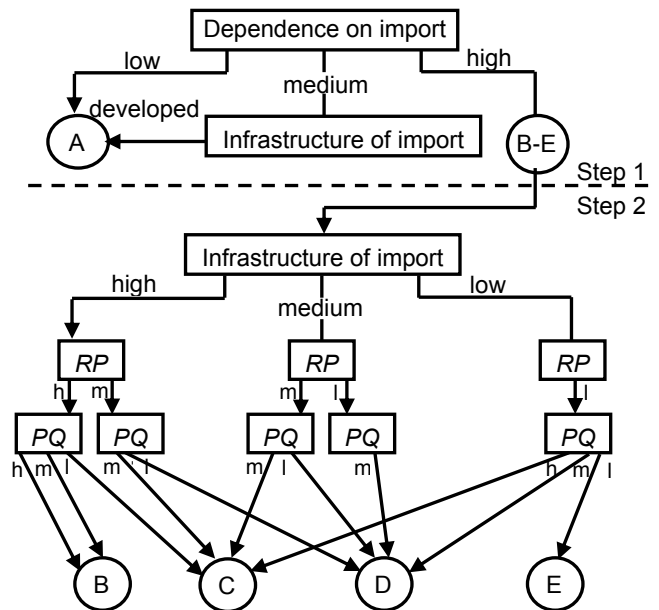 Dependence on import
low
medium
high
developed
A
Infrastructure of import
B-E
Step 1
Step 2
Infrastructure of import
high
medium
low
RP
RP
RP
h m
m l
l
PQ
PQ
PQ
PQ
PQ
h m l
m l
m l
m
h m l
B
C
D
E